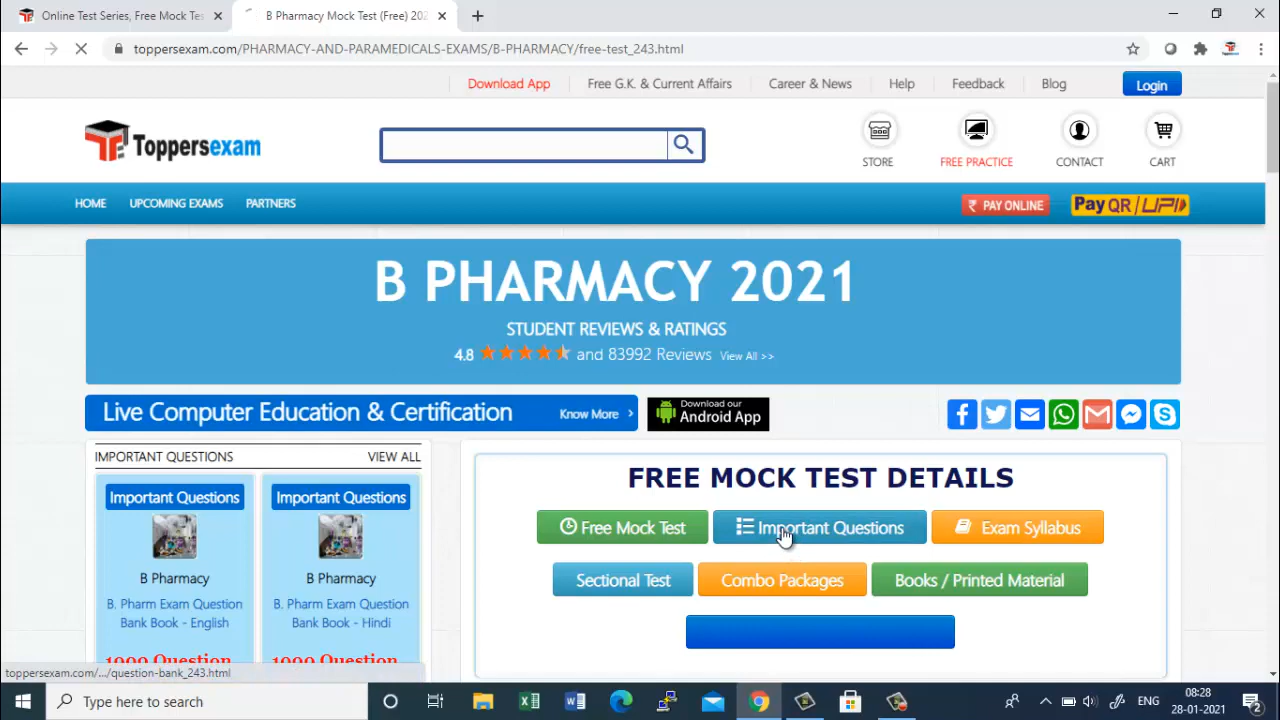 Online Test Series, Free Mock Tes
B Pharmacy Mock Test (Free) 202
toppersexam.com/PHARMACY-AND-PARAMEDICALS-EXAMS/B-PHARMACY/free-test_243.html
Download App
Free G.K. & Current Affairs
Career & News
Help
Feedback
Blog
Login
Toppersexam
STORE
FREE PRACTICE
CONTACT
CART
HOME
UPCOMING EXAMS
PARTNERS
₹ PAY ONLINE
Pay QR/UPI
B PHARMACY 2021
STUDENT REVIEWS & RATINGS
4.8 and 83992 Reviews View All >>
Live Computer Education & Certification
Know More
Download our
Android App
IMPORTANT QUESTIONS
VIEW ALL
Important Questions
B Pharmacy
B. Pharm Exam Question
Bank Book - English
1000 Question
Important Questions
B Pharmacy
B. Pharm Exam Question
Bank Book - Hindi
1000 Question
FREE MOCK TEST DETAILS
Free Mock Test
Important Questions
Exam Syllabus
Sectional Test
Combo Packages
Books / Printed Material
toppersexam.com/.../question-bank_243.html
Type here to search
ENG
08:28
28-01-2021
2